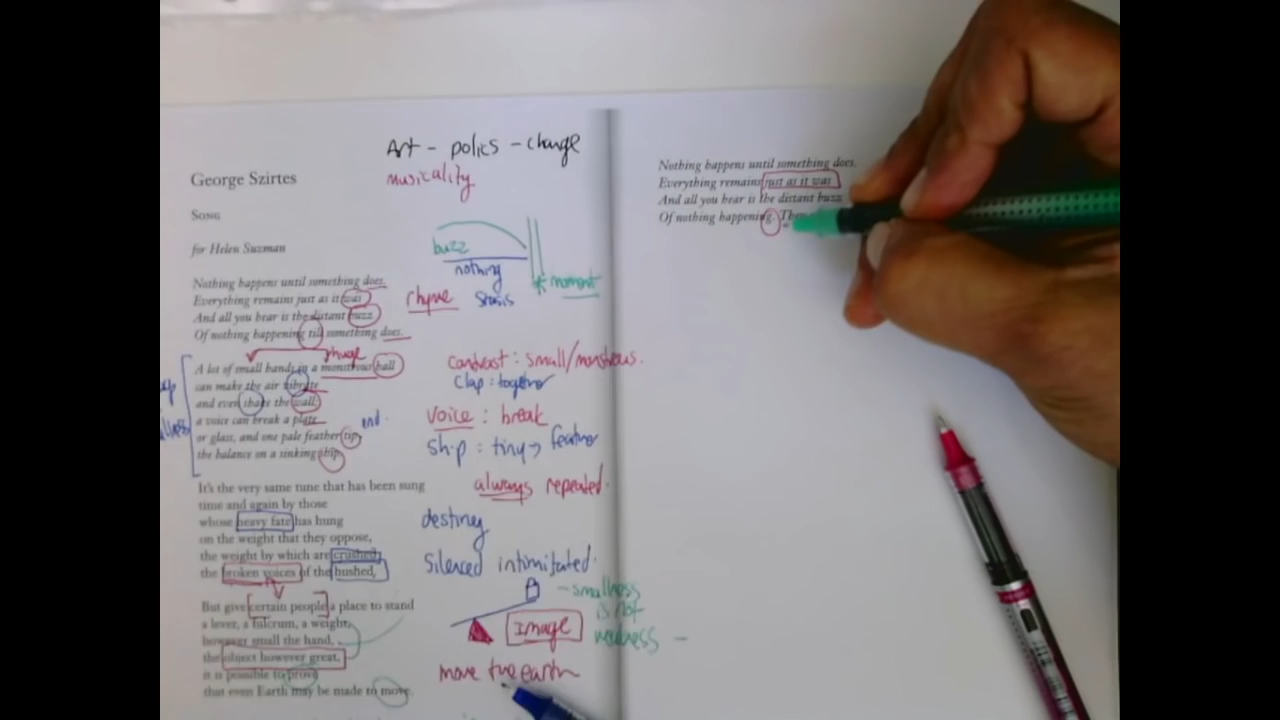 Art - polics - change
musicality
George Szirtes
SONG
for Helen Suzman
Nothing happens until something does.
Everything remains just as it was
And all you hear is the distant buzz
Of nothing happening till something does.
buzz
nothing
moment
rhyme
stasis
huge
A lot of small hands in a monstrous hall
can make the air vibrate
and even shake the wall;
a voice can break a plate
or glass, and one pale feather tip
the balance on a sinking ship.
end
contrast: small/monstrous.
clap: together
voice: break
ship: tiny → feather
It's the very same tune that has been sung
time and again by those
whose heavy fate has hung
on the weight that they oppose,
the weight by which are crushed
the broken voices of the hushed,
always repeated.
destiny
Silenced intimitated.
But give certain people a place to stand
a lever, a fulcrum, a weight,
however small the hand,
the object however great,
it is possible to prove
that even Earth may be made to move.
- smallness
is not
weakness -
Image
move the earth
Nothing happens until something does.
Everything remains just as it was
And all you hear is the distant buzz
Of nothing happening.